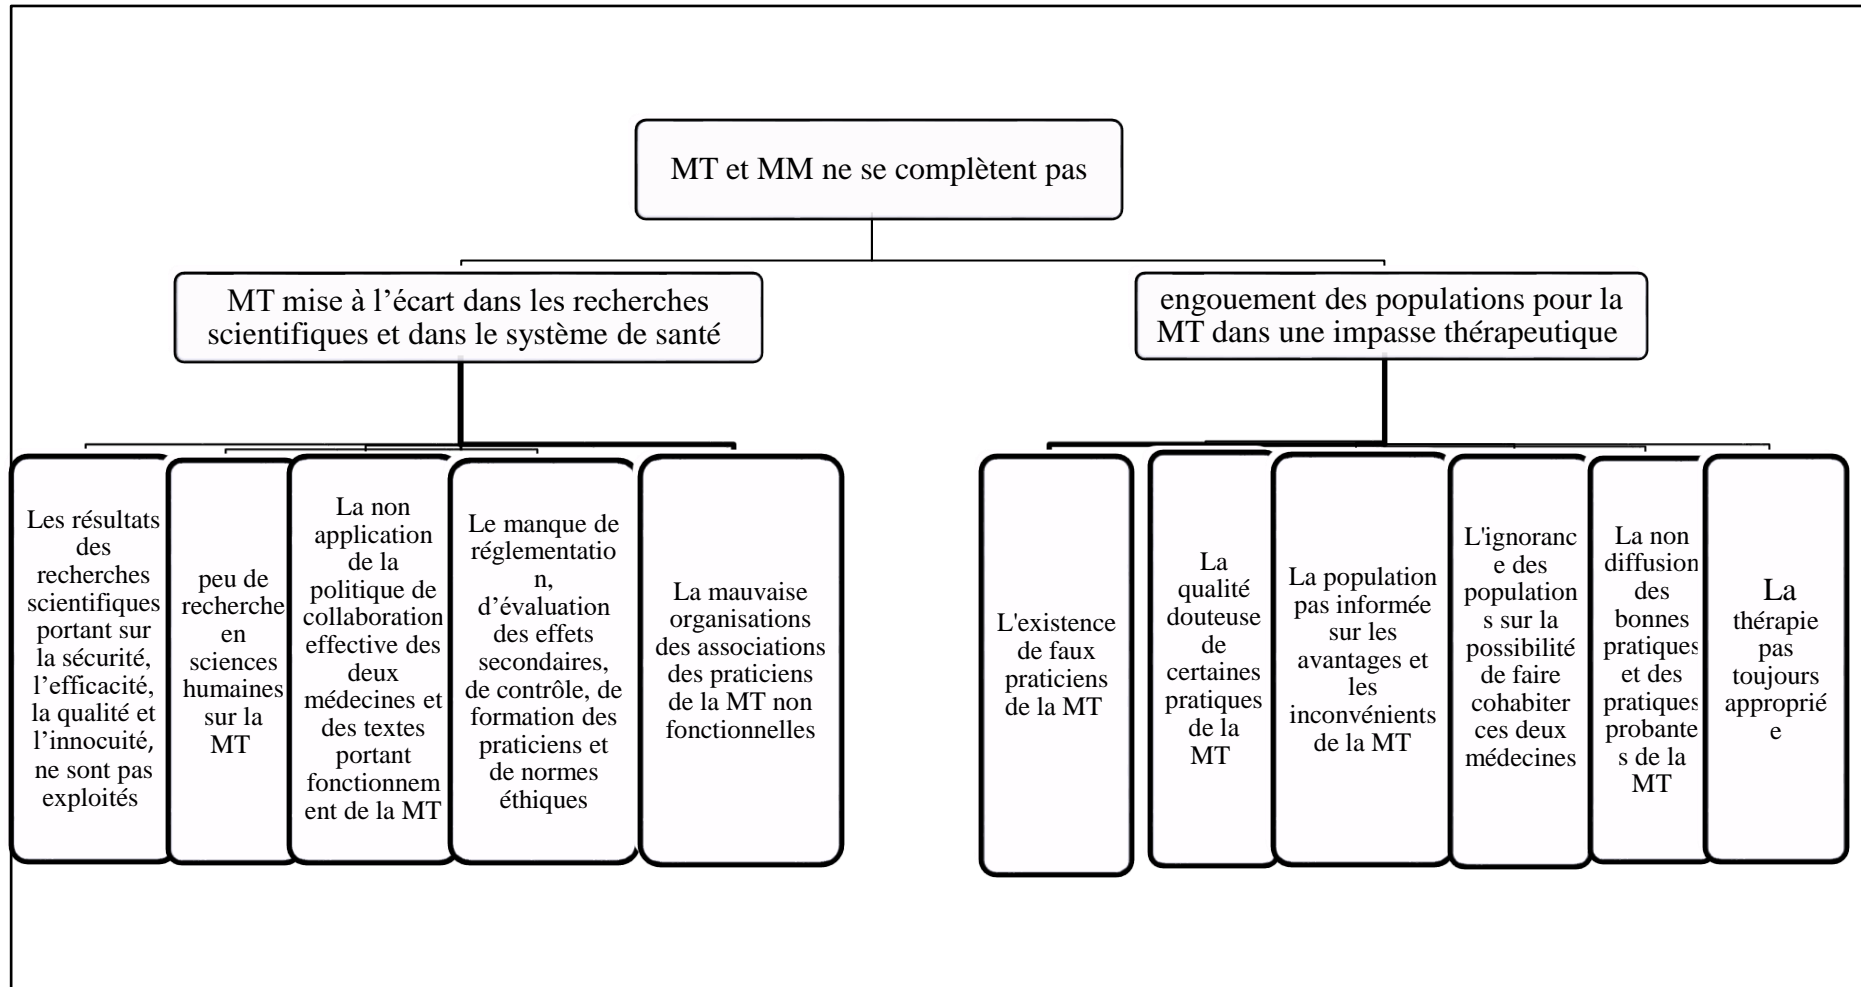 MT et MM ne se complètent pas
MT mise à l’écart dans les recherches
scientifiques et dans le système de santé
engouement des populations pour la
MT dans une impasse thérapeutique
Les résultats
des
recherches
scientifiques
portant sur
la sécurité,
l’efficacité,
la qualité et
l’innocuité,
ne sont pas
exploités
peu de
recherche
en
sciences
humaines
sur la
MT
La non
application
de la
politique de
collaboration
effective des
deux
médecines et
des textes
portant
fonctionnem
ent de la MT
Le manque de
réglementatio
n,
d’évaluation
des effets
secondaires,
de contrôle, de
formation des
praticiens et
de normes
éthiques
La mauvaise
organisations
des associations
des praticiens
de la MT non
fonctionnelles
L'existence
de faux
praticiens
de la MT
La
qualité
douteuse
de
certaines
pratiques
de la
MT
La population
pas informée
sur les
avantages et
les
inconvénients
de la MT
L'ignoranc
e des
population
s sur la
possibilité
de faire
cohabiter
ces deux
médecines
La non
diffusion
des
bonnes
pratiques
et des
pratiques
probante
s de la
MT
La
thérapie
pas
toujours
approprié
e